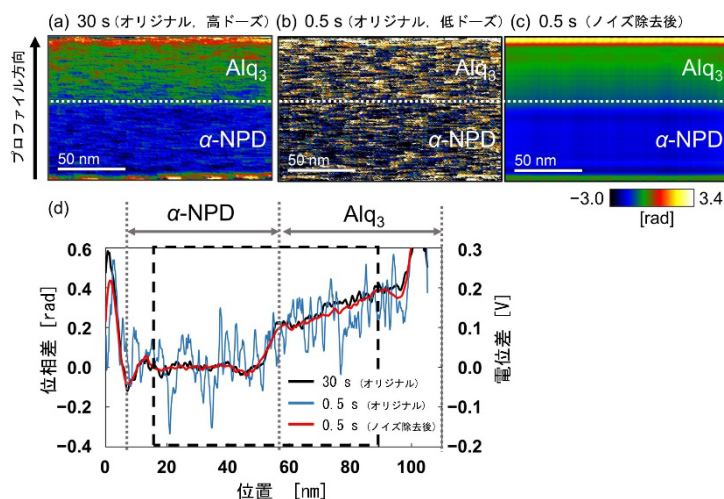 (a) 30 s (オリジナル, 高ドーズ)
(b) 0.5 s (オリジナル, 低ドーズ)
(c) 0.5 s (ノイズ除去後)
プロファイル方向
Alq3
α-NPD
50 nm
Alq3
α-NPD
50 nm
Alq3
α-NPD
50 nm
−3.0
3.4
[rad]
(d)
α-NPD
Alq3
0.6
0.4
0.2
0.0
−0.2
−0.4
位相差 [rad]
0.3
0.2
0.1
0.0
−0.1
−0.2
電位差 [V]
30 s (オリジナル)
0.5 s (オリジナル)
0.5 s (ノイズ除去後)
0 20 40 60 80 100
位置 [nm]